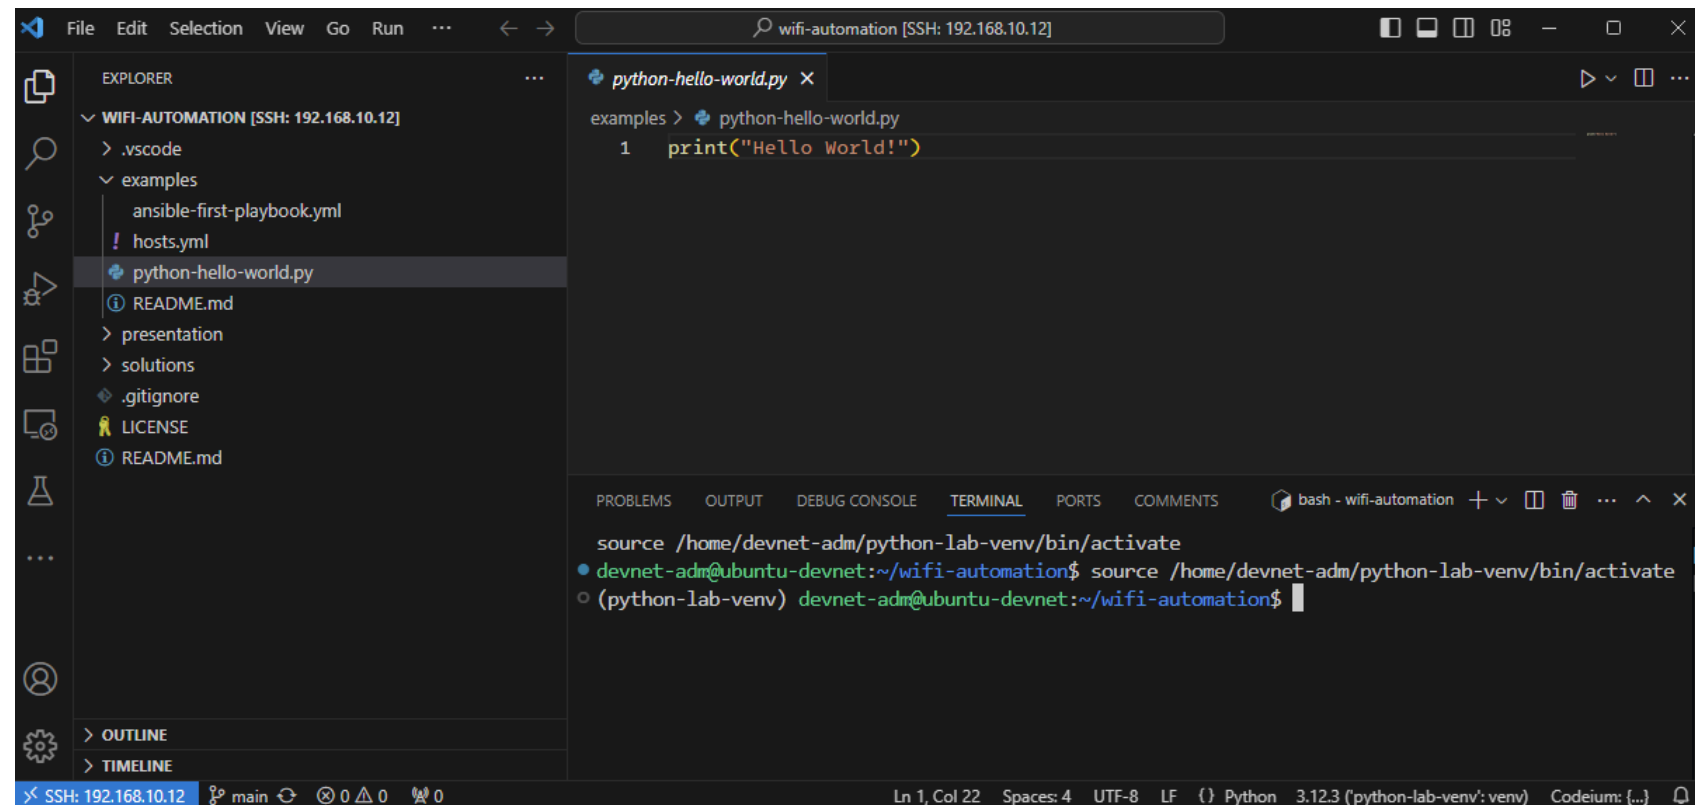 File Edit Selection View Go Run ··· wifi-automation [SSH: 192.168.10.12]
EXPLORER ···
WIFI-AUTOMATION [SSH: 192.168.10.12]
.vscode
examples
ansible-first-playbook.yml
! hosts.yml
python-hello-world.py
README.md
presentation
solutions
.gitignore
LICENSE
README.md
OUTLINE
TIMELINE
python-hello-world.py
examples > python-hello-world.py
1 print("Hello World!")
PROBLEMS OUTPUT DEBUG CONSOLE TERMINAL PORTS COMMENTS bash - wifi-automation
source /home/devnet-adm/python-lab-venv/bin/activate
devnet-adm@ubuntu-devnet:~/wifi-automation$ source /home/devnet-adm/python-lab-venv/bin/activate
(python-lab-venv) devnet-adm@ubuntu-devnet:~/wifi-automation$
SSH: 192.168.10.12 main 0 0 0 Ln 1, Col 22 Spaces: 4 UTF-8 LF {} Python 3.12.3 ('python-lab-venv': venv) Codeium: {...}